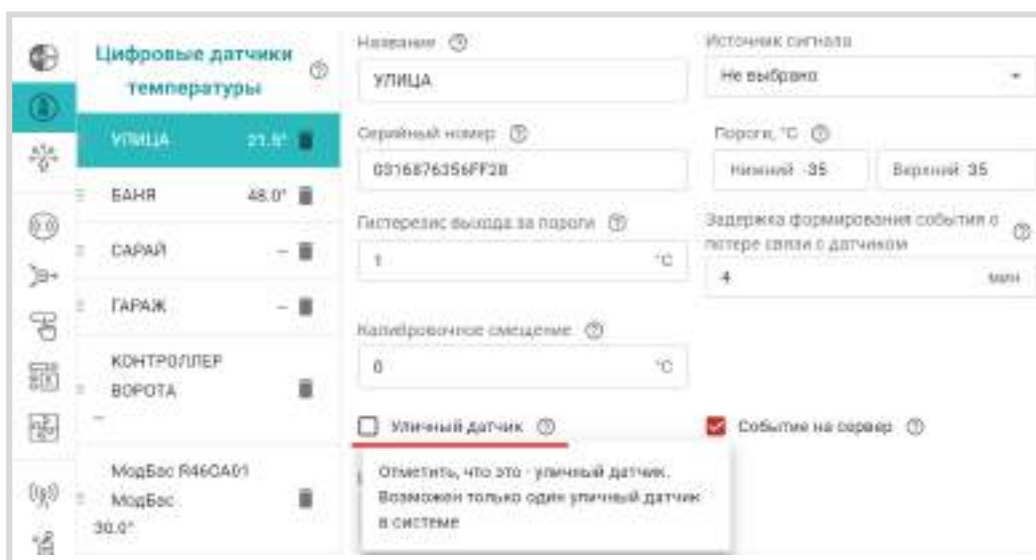 Цифровые датчики
температуры
УЛИЦА 21.5°
БАНЯ 48.0°
САРАЙ –
ГАРАЖ –
КОНТРОЛЛЕР
ВОРОТА
–
МодБас R46CA01
МодБас
30.0°
Название
УЛИЦА
Источник сигнала
Не выбрано
Серийный номер
0316876356FF28
Пороги, °C
Нижний -35
Верхний 35
Гистерезис выхода за пороги
1 °C
Задержка формирования события о
потере связи с датчиком
4 мин
Калибровочное смещение
0 °C
Уличный датчик
Событие на сервер
Отметить, что это - уличный датчик.
Возможен только один уличный датчик
в системе